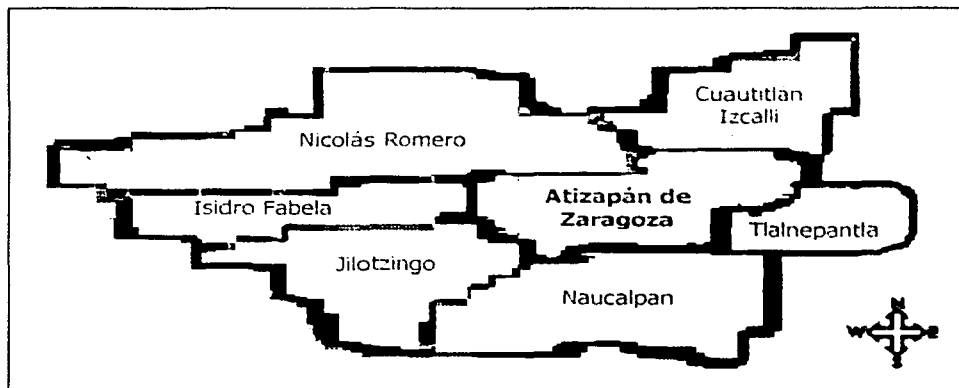 Cuautitlan
Izcalli
Nicolás Romero
Atizapán de
Zaragoza
Isidro Fabela
Tlalnepantla
Jilotzingo
Naucalpan
N
W E
S